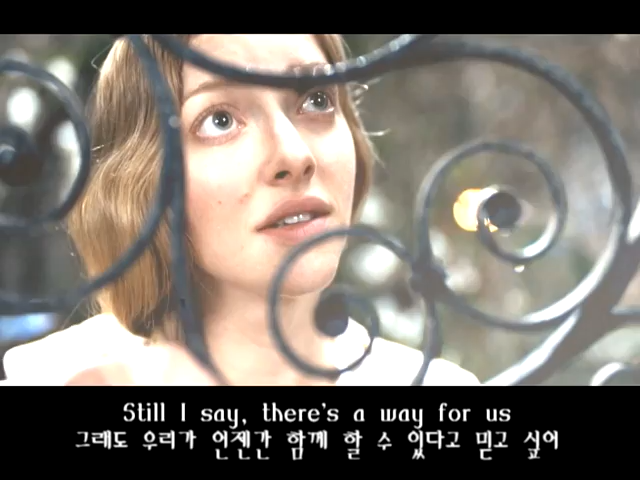 Still I say, there's a way for us
그래도 우리가 언젠간 함께 할 수 있다고 믿고 싶어